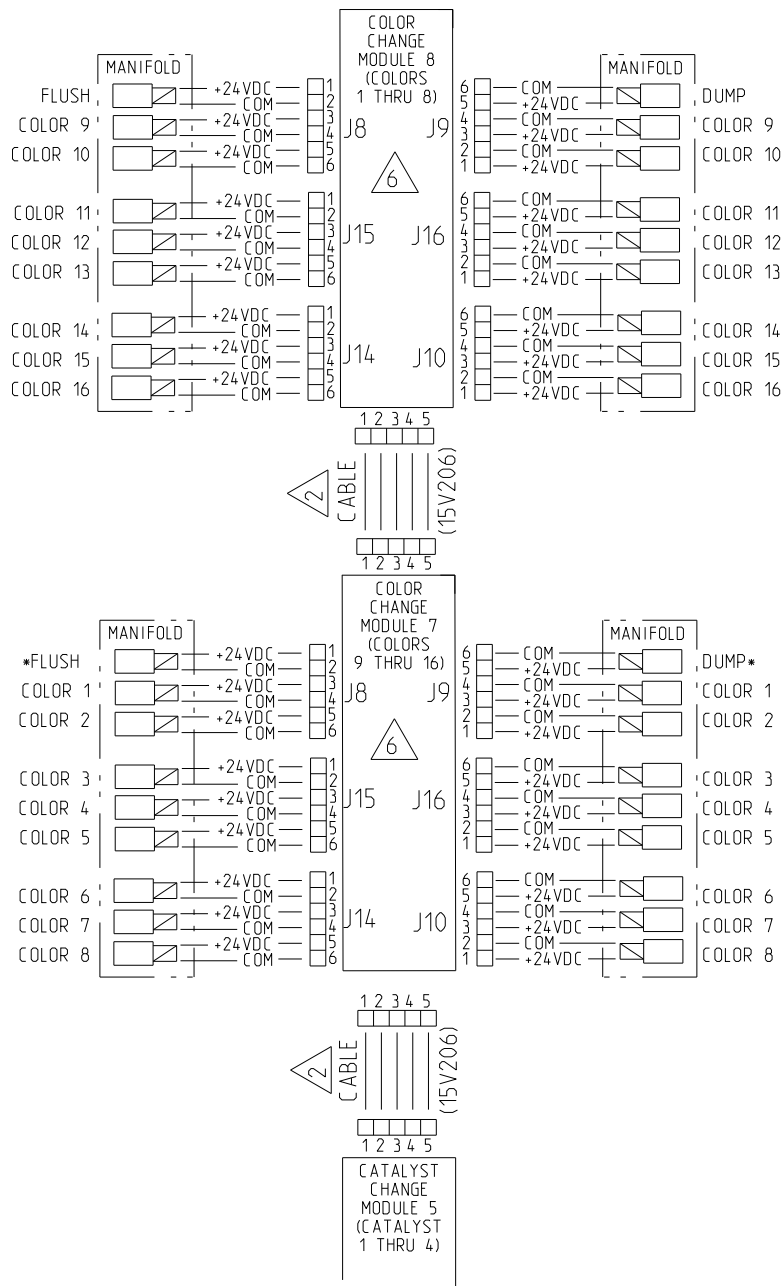 COLOR
CHANGE
MODULE 8
(COLORS
1 THRU 8)
MANIFOLD
FLUSH
COLOR 9
COLOR 10
+24VDC 1
COM 2
+24VDC 3
COM 4
+24VDC 5
COM 6
J8
J9
6 COM
5 +24VDC
4 COM
3 +24VDC
2 COM
1 +24VDC
MANIFOLD
DUMP
COLOR 9
COLOR 10
6
COLOR 11
COLOR 12
COLOR 13
+24VDC 1
COM 2
+24VDC 3
COM 4
+24VDC 5
COM 6
J15
J16
6 COM
5 +24VDC
4 COM
3 +24VDC
2 COM
1 +24VDC
COLOR 11
COLOR 12
COLOR 13
COLOR 14
COLOR 15
COLOR 16
+24VDC 1
COM 2
+24VDC 3
COM 4
+24VDC 5
COM 6
J14
J10
6 COM
5 +24VDC
4 COM
3 +24VDC
2 COM
1 +24VDC
COLOR 14
COLOR 15
COLOR 16
1 2 3 4 5
2
CABLE
(15V206)
1 2 3 4 5
COLOR
CHANGE
MODULE 7
(COLORS
9 THRU 16)
MANIFOLD
*FLUSH
COLOR 1
COLOR 2
+24VDC 1
COM 2
+24VDC 3
COM 4
+24VDC 5
COM 6
J8
J9
6 COM
5 +24VDC
4 COM
3 +24VDC
2 COM
1 +24VDC
MANIFOLD
DUMP*
COLOR 1
COLOR 2
6
COLOR 3
COLOR 4
COLOR 5
+24VDC 1
COM 2
+24VDC 3
COM 4
+24VDC 5
COM 6
J15
J16
6 COM
5 +24VDC
4 COM
3 +24VDC
2 COM
1 +24VDC
COLOR 3
COLOR 4
COLOR 5
COLOR 6
COLOR 7
COLOR 8
+24VDC 1
COM 2
+24VDC 3
COM 4
+24VDC 5
COM 6
J14
J10
6 COM
5 +24VDC
4 COM
3 +24VDC
2 COM
1 +24VDC
COLOR 6
COLOR 7
COLOR 8
1 2 3 4 5
2
CABLE
(15V206)
1 2 3 4 5
CATALYST
CHANGE
MODULE 5
(CATALYST
1 THRU 4)